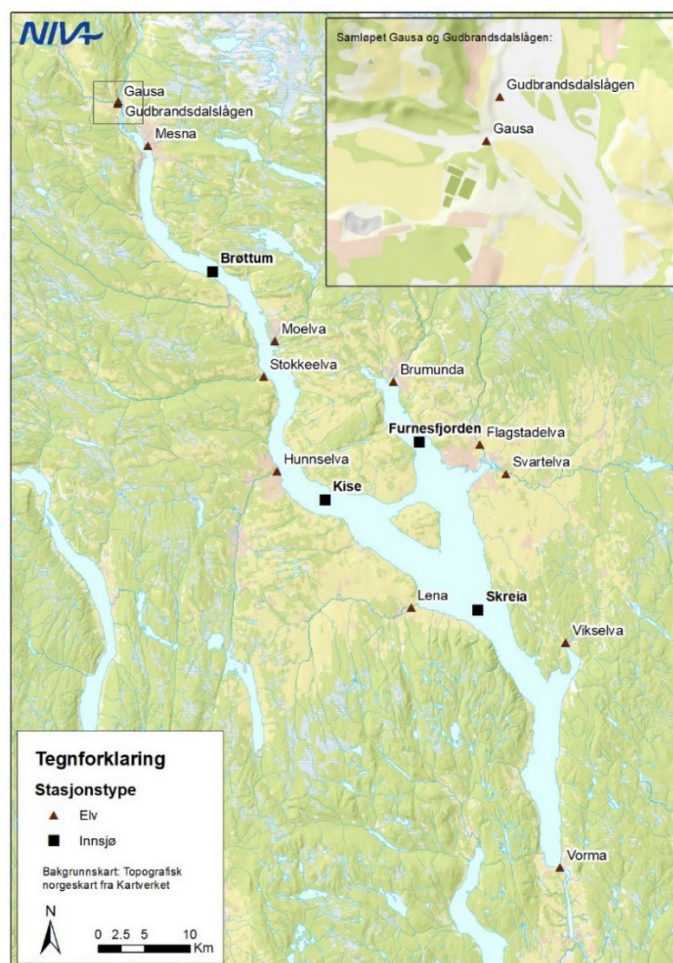 NIVA
Samløpet Gausa og Gudbrandsdalslågen:
Gudbrandsdalslågen
Gausa
Gausa
Gudbrandsdalslågen
Mesna
Brøttum
Moelva
Stokkeelva
Brumunda
Furnesfjorden
Flagstadelva
Svartelva
Hunnselva
Kise
Lena
Skreia
Vikselva
Vorma
Tegnforklaring
Stasjonstype
Elv
Innsjø
Bakgrunnskart: Topografisk
norgeskart fra Kartverket
N
0 2.5 5 10
Km